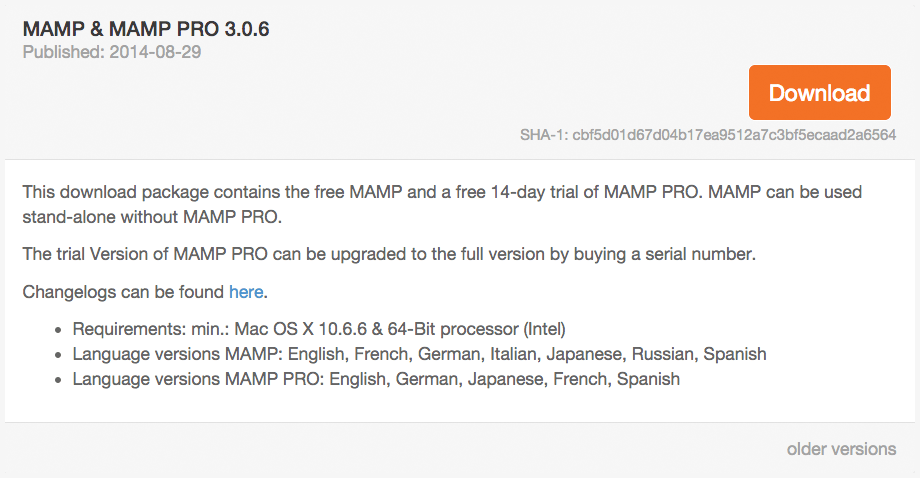 MAMP & MAMP PRO 3.0.6
Published: 2014-08-29
Download
SHA-1: cbf5d01d67d04b17ea9512a7c3bf5ecaad2a6564
This download package contains the free MAMP and a free 14-day trial of MAMP PRO. MAMP can be used
stand-alone without MAMP PRO.
The trial Version of MAMP PRO can be upgraded to the full version by buying a serial number.
Changelogs can be found here.
• Requirements: min.: Mac OS X 10.6.6 & 64-Bit processor (Intel)
• Language versions MAMP: English, French, German, Italian, Japanese, Russian, Spanish
• Language versions MAMP PRO: English, German, Japanese, French, Spanish
older versions